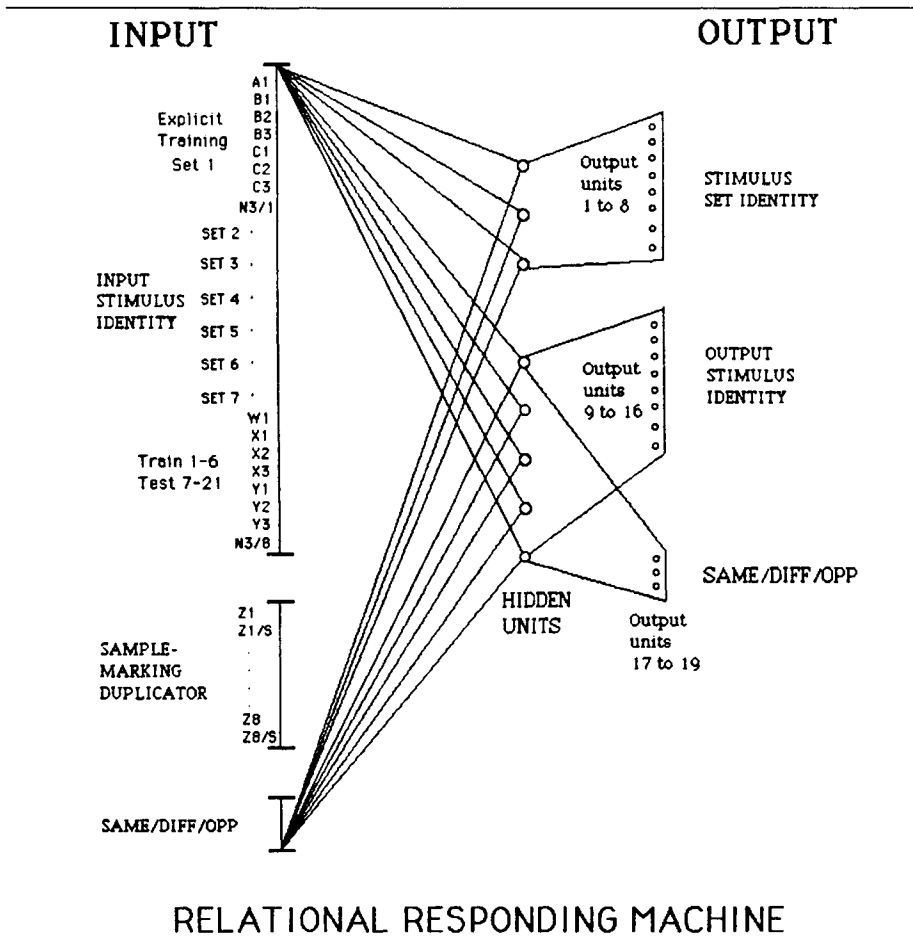 INPUT
OUTPUT
A1
B1
B2
B3
C1
C2
C3
N3/1
Explicit
Training
Set 1
SET 2
SET 3
SET 4
SET 5
SET 6
SET 7
INPUT
STIMULUS
IDENTITY
W1
X1
X2
X3
Y1
Y2
Y3
N3/8
Train 1-6
Test 7-21
Z1
Z1/S
SAMPLE-
MARKING
DUPLICATOR
Z8
Z8/S
SAME/DIFF/OPP
HIDDEN
UNITS
Output
units
1 to 8
STIMULUS
SET IDENTITY
Output
units
9 to 16
OUTPUT
STIMULUS
IDENTITY
SAME/DIFF/OPP
Output
units
17 to 19
RELATIONAL RESPONDING MACHINE